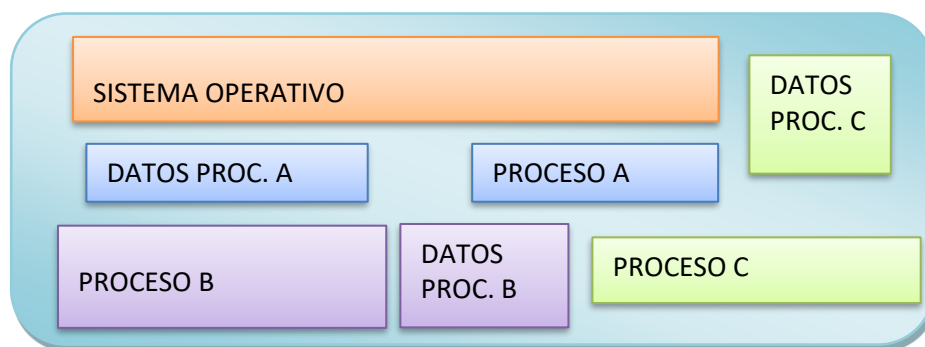 SISTEMA OPERATIVO
DATOS
PROC. C
DATOS PROC. A
PROCESO A
PROCESO B
DATOS
PROC. B
PROCESO C